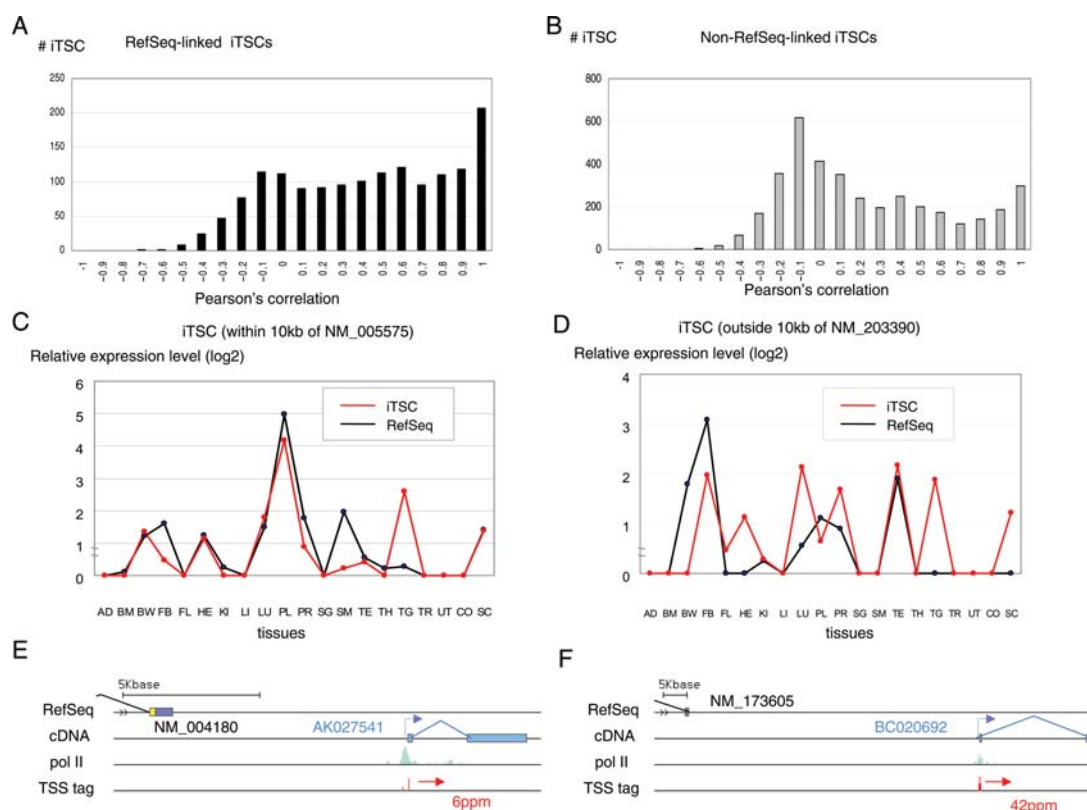 A
# iTSC
RefSeq-linked iTSCs
250
200
150
100
50
0
-1
-0.9
-0.8
-0.7
-0.6
-0.5
-0.4
-0.3
-0.2
-0.1
0
0.1
0.2
0.3
0.4
0.5
0.6
0.7
0.8
0.9
1
Pearson's correlation
B
# iTSC
Non-RefSeq-linked iTSCs
800
600
400
200
0
-1
-0.9
-0.8
-0.7
-0.6
-0.5
-0.4
-0.3
-0.2
-0.1
0
0.1
0.2
0.3
0.4
0.5
0.6
0.7
0.8
0.9
1
Pearson's correlation
C
iTSC (within 10kb of NM_005575)
Relative expression level (log2)
6
5
4
3
2
1
0
iTSC
RefSeq
AD BM BW FB FL HE KI LI LU PL PR SG SM TE TH TG TR UT CO SC
tissues
D
iTSC (outside 10kb of NM_203390)
Relative expression level (log2)
4
3
2
1
0
iTSC
RefSeq
AD BM BW FB FL HE KI LI LU PL PR SG SM TE TH TG TR UT CO SC
tissues
E
5Kbase
RefSeq
NM_004180
AK027541
cDNA
pol II
TSS tag
6ppm
F
5Kbase
NM_173605
RefSeq
BC020692
cDNA
pol II
TSS tag
42ppm